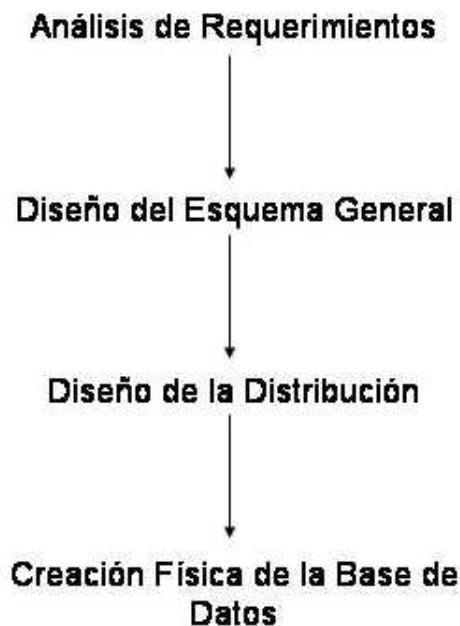 Análisis de Requerimientos
Diseño del Esquema General
Diseño de la Distribución
Creación Física de la Base de
Datos